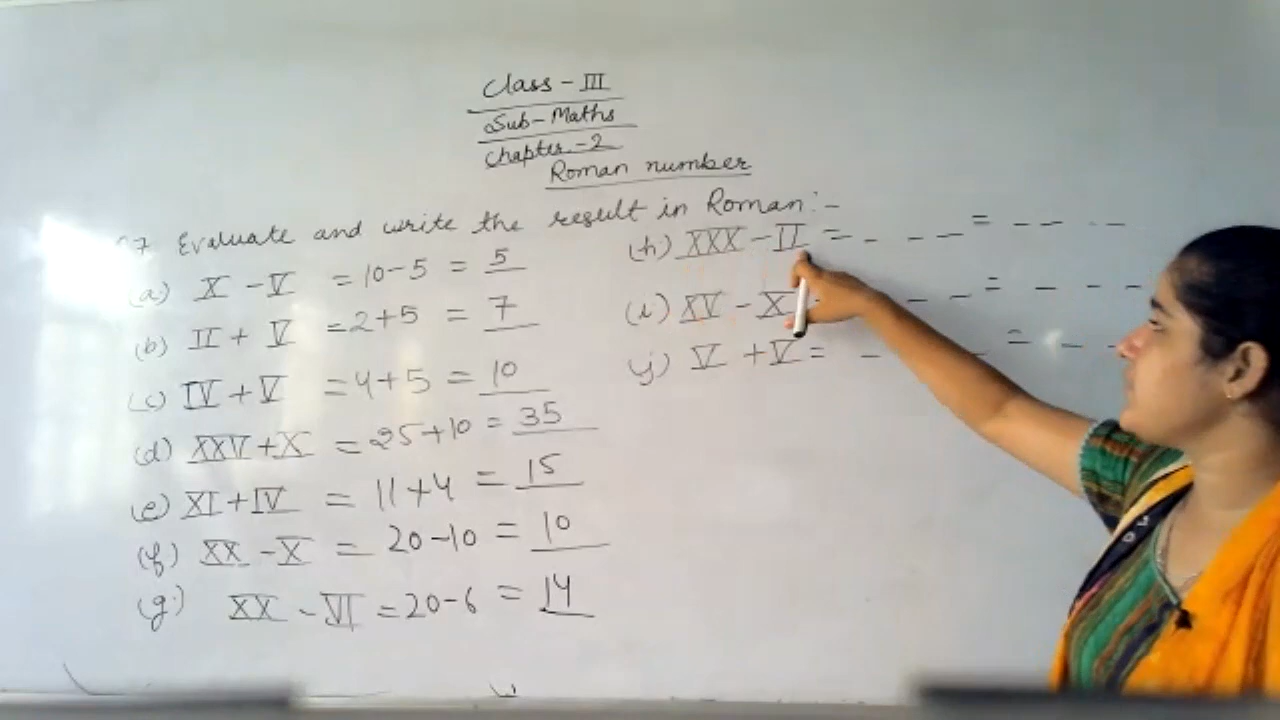 Class - III
Sub - Maths
Chapter - 2
Roman number
Q7 Evaluate and write the result in Roman :-
(a) X - V = 10 - 5 = 5
(b) II + V = 2 + 5 = 7
(c) IV + V = 4 + 5 = 10
(d) XXV + X = 25 + 10 = 35
(e) XI + IV = 11 + 4 = 15
(f) XX - X = 20 - 10 = 10
(g) XX - VI = 20 - 6 = 14
(h) XXX - II = _ _ _ = _ _ _
(i) XV - X _ _ = _ _ _
(j) V + V = _ _ = _ _